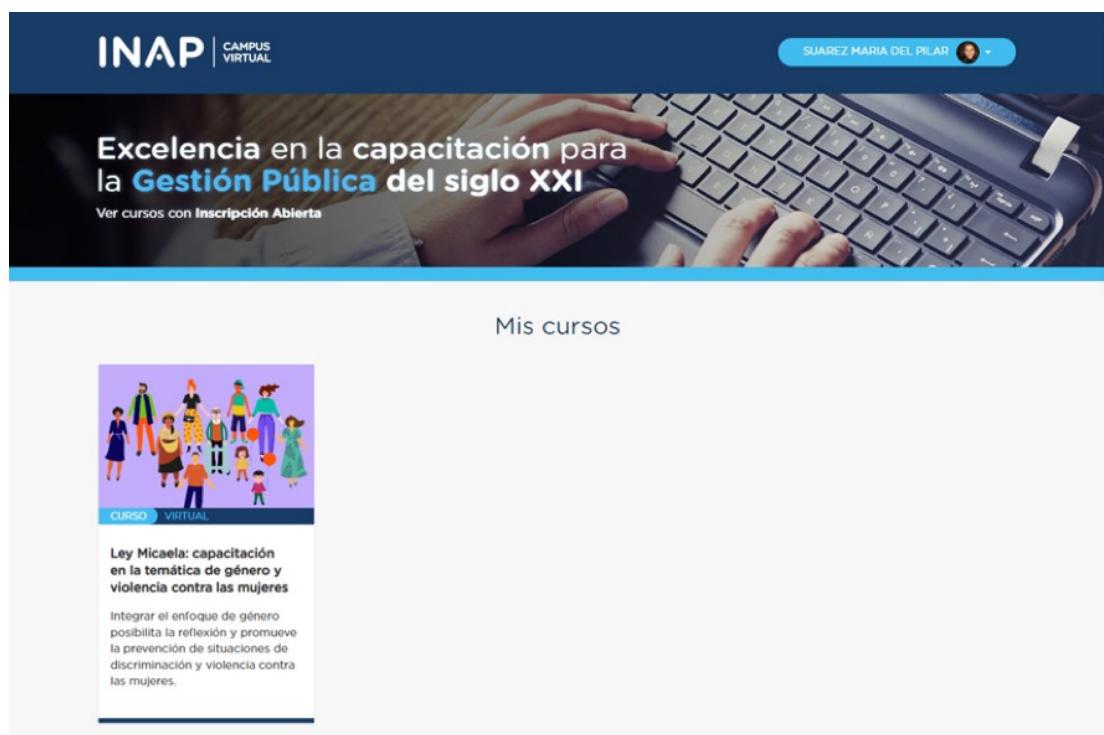 INAP CAMPUS VIRTUAL
SUAREZ MARIA DEL PILAR
Excelencia en la capacitación para
la Gestión Pública del siglo XXI
Ver cursos con Inscripción Abierta
Mis cursos
CURSO VIRTUAL
Ley Micaela: capacitación
en la temática de género y
violencia contra las mujeres
Integrar el enfoque de género
posibilita la reflexión y promueve
la prevención de situaciones de
discriminación y violencia contra
las mujeres.